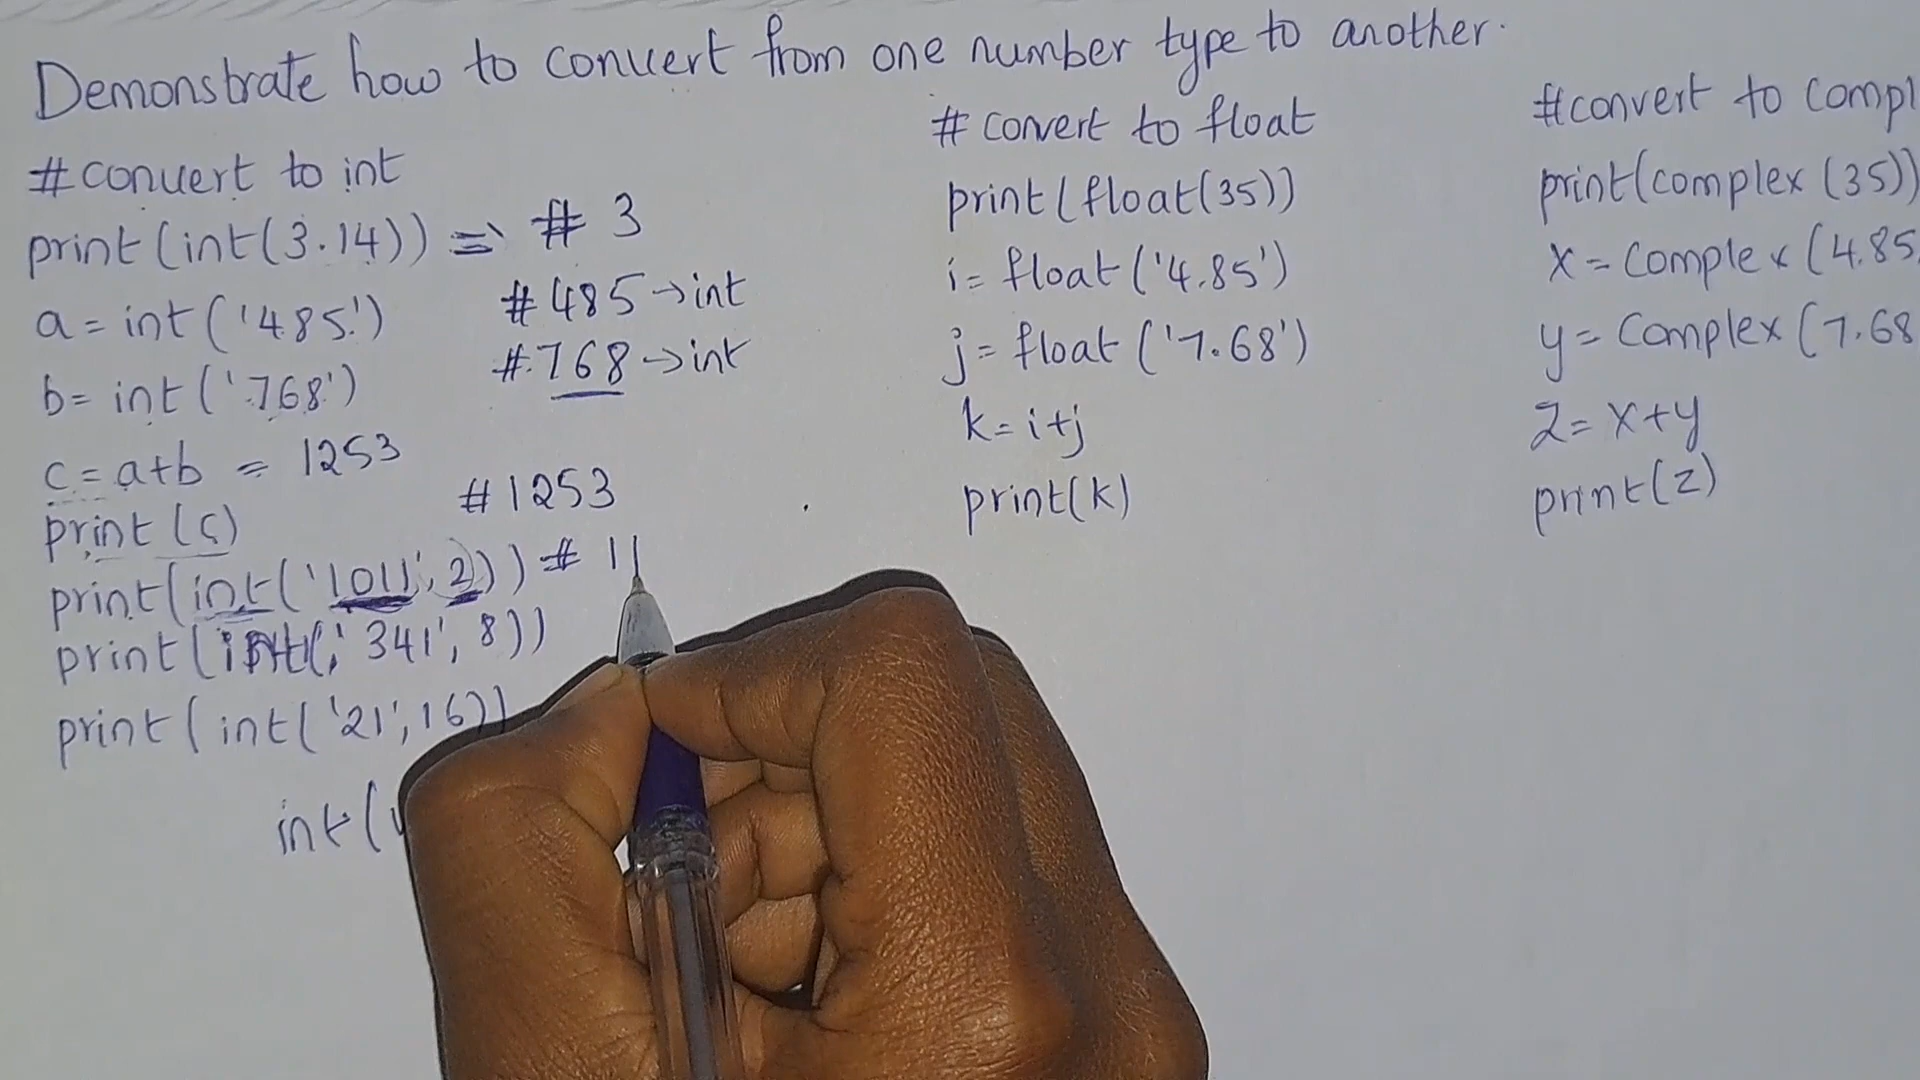 Demonstrate how to convert from one number type to another.
#convert to int
print(int(3.14)) => # 3
a = int('485') #485→int
b = int('768') #768→int
c = a+b = 1253
print(c) #1253
print(int('1011', 2)) # 11
print(int('341', 8))
print(int('21', 16))
int(
# convert to float
print(float(35))
i = float('4.85')
j = float('7.68')
k = i+j
print(k)
#convert to compl
print(complex(35))
x = Complex(4.85,
y = Complex(7.68
z = x+y
print(z)